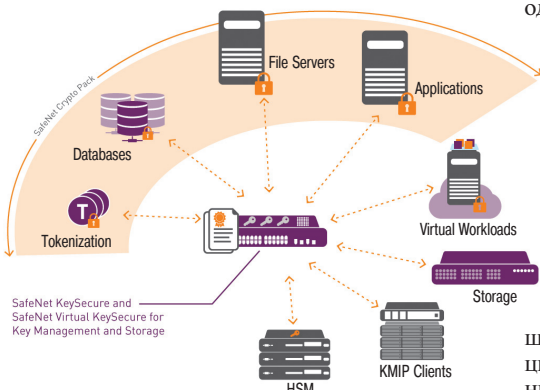 од
SafeNet Crypto Pack
File Servers
Applications
Databases
T
Tokenization
Virtual Workloads
Storage
SafeNet KeySecure and
SafeNet Virtual KeySecure for
Key Management and Storage
KMIP Clients
HSM